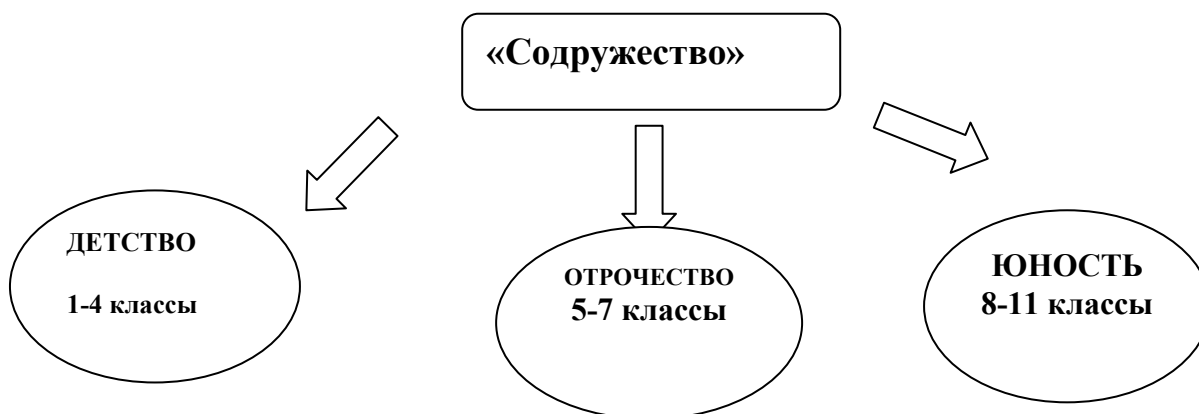 «Содружество»
ДЕТСТВО
1-4 классы
ОТРОЧЕСТВО
5-7 классы
ЮНОСТЬ
8-11 классы